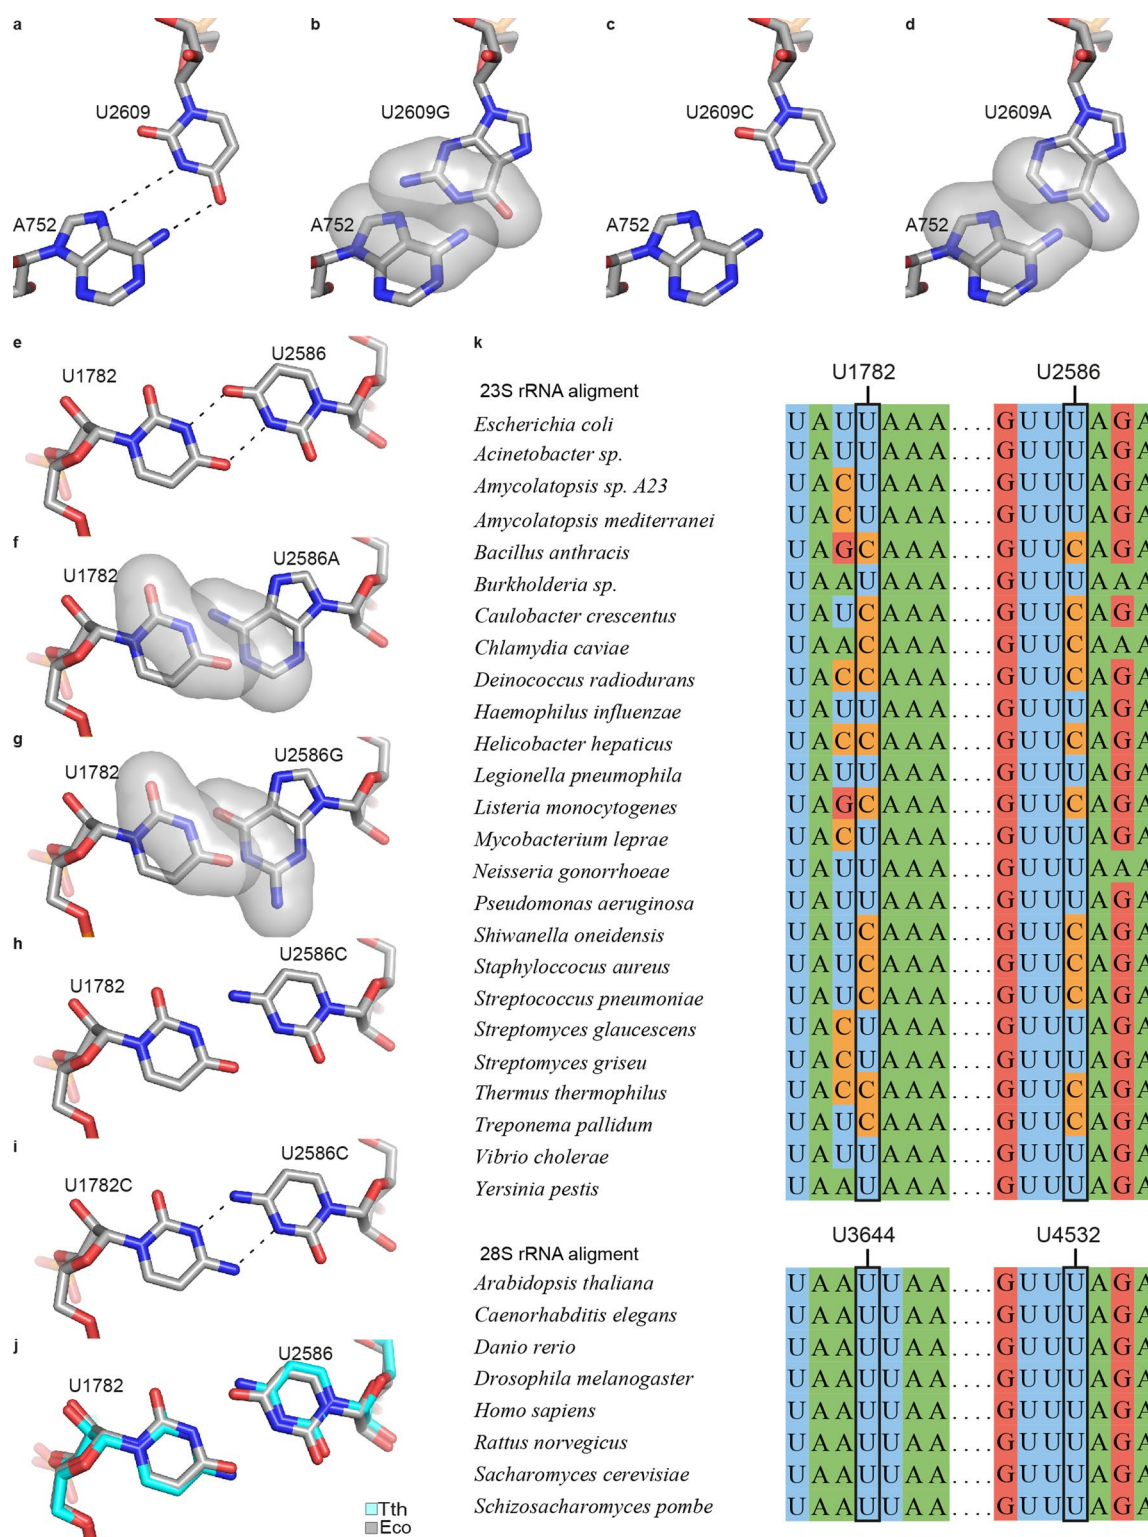 a b c d
U2609 U2609G U2609C U2609A
A752 A752 A752 A752
e
U2586
U1782
f
U2586A
U1782
g
U2586G
U1782
h
U2586C
U1782
i
U2586C
U1782C
j
U2586
U1782
Tth
Eco
k
U1782 U2586
23S rRNA aligment
Escherichia coli UAUUAAA....GUUUAGA
Acinetobacter sp. UAUUAAA....GUUUAGA
Amycolatopsis sp. A23 UACUAAA....GUUUAGA
Amycolatopsis mediterranei UACUAAA....GUUUAGA
Bacillus anthracis UAGCAAA....GUUCAGA
Burkholderia sp. UAAUAAA....GUUUAAA
Caulobacter crescentus UAUCAAA....GUUCAGA
Chlamydia caviae UAACAAA....GUUCAAA
Deinococcus radiodurans UACCAAA....GUUCAGA
Haemophilus influenzae UAUUAAA....GUUUAGA
Helicobacter hepaticus UACCAAA....GUUCAGA
Legionella pneumophila UAUUAAA....GUUUAGA
Listeria monocytogenes UAGCAAA....GUUCAGA
Mycobacterium leprae UACUAAA....GUUUAGA
Neisseria gonorrhoeae UAUUAAA....GUUUAAA
Pseudomonas aeruginosa UAUUAAA....GUUUAGA
Shiwanella oneidensis UAUCAAA....GUUCAGA
Staphyloccocus aureus UAUCAAA....GUUCAGA
Streptococcus pneumoniae UAUCAAA....GUUCAGA
Streptomyces glaucescens UACUAAA....GUUUAGA
Streptomyces griseu UACUAAA....GUUUAGA
Thermus thermophilus UACCAAA....GUUCAGA
Treponema pallidum UAUCAAA....GUUCAGA
Vibrio cholerae UAUUAAA....GUUUAGA
Yersinia pestis UAAUAAA....GUUUAGA
U3644 U4532
28S rRNA aligment
Arabidopsis thaliana UAAUUAA....GUUUAGA
Caenorhabditis elegans UAAUUAA....GUUUAGA
Danio rerio UAAUUAA....GUUUAGA
Drosophila melanogaster UAAUUAA....GUUUAGA
Homo sapiens UAAUUAA....GUUUAGA
Rattus norvegicus UAAUUAA....GUUUAGA
Sacharomyces cerevisiae UAAUUAA....GUUUAGA
Schizosacharomyces pombe UAAUUAA....GUUUAGA